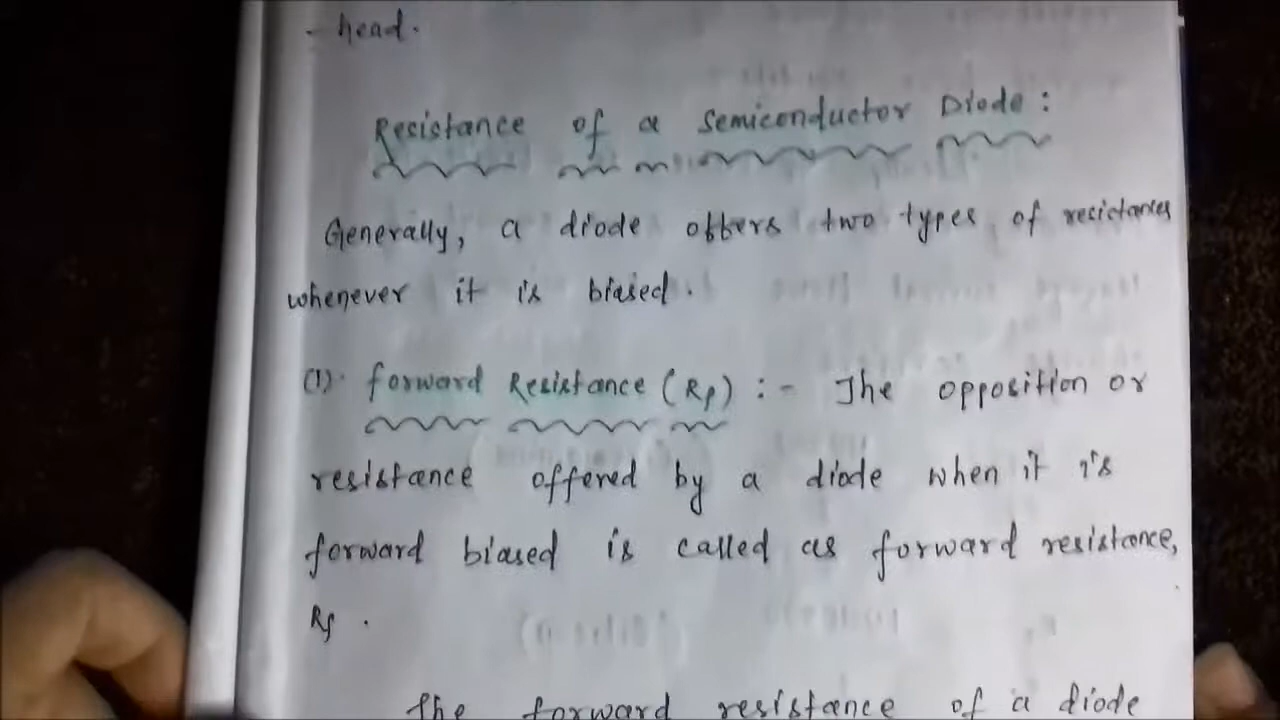 - head.
Resistance of a Semiconductor Diode :
Generally, a diode offers two types of resistances
whenever it is biased.
(1). forward Resistance (Rf) :- The opposition or
resistance offered by a diode when it is
forward biased is called as forward resistance,
Rf .
The forward resistance of a diode